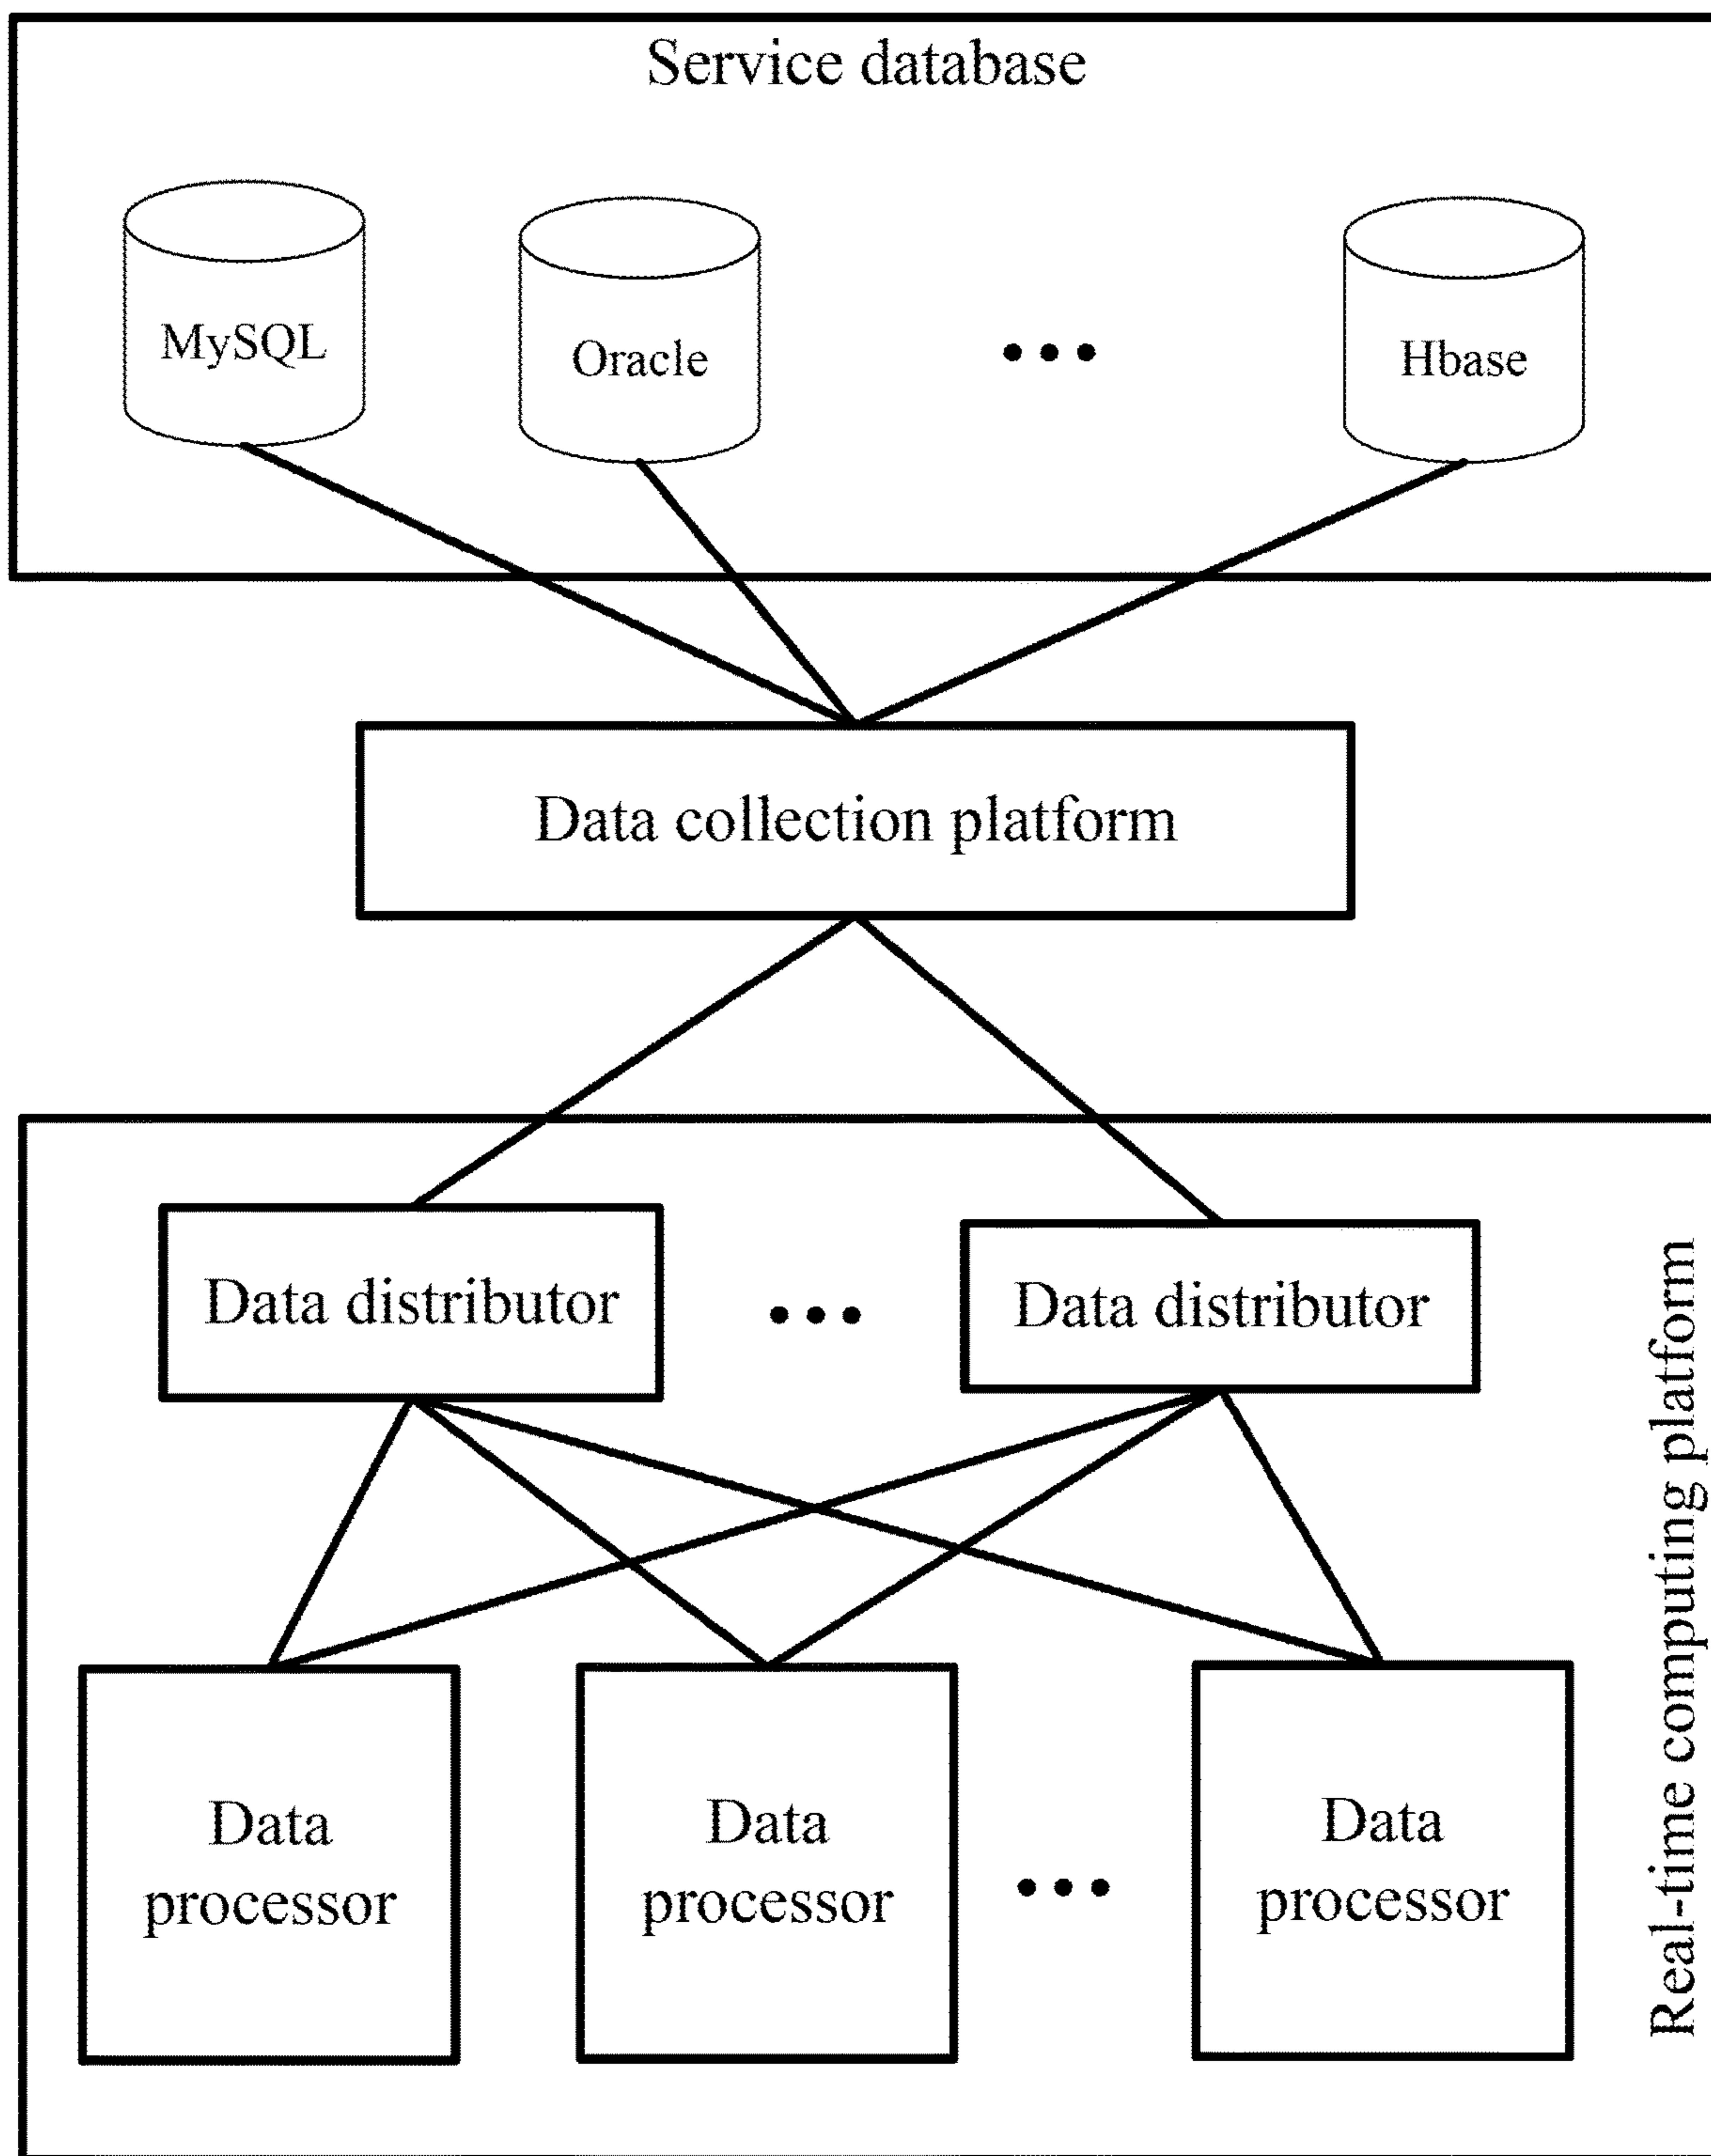 Service database
MySQL
Oracle
•••
Hbase
Data collection platform
Data distributor
•••
Data distributor
Real-time computing platform
Data
processor
Data
processor
•••
Data
processor